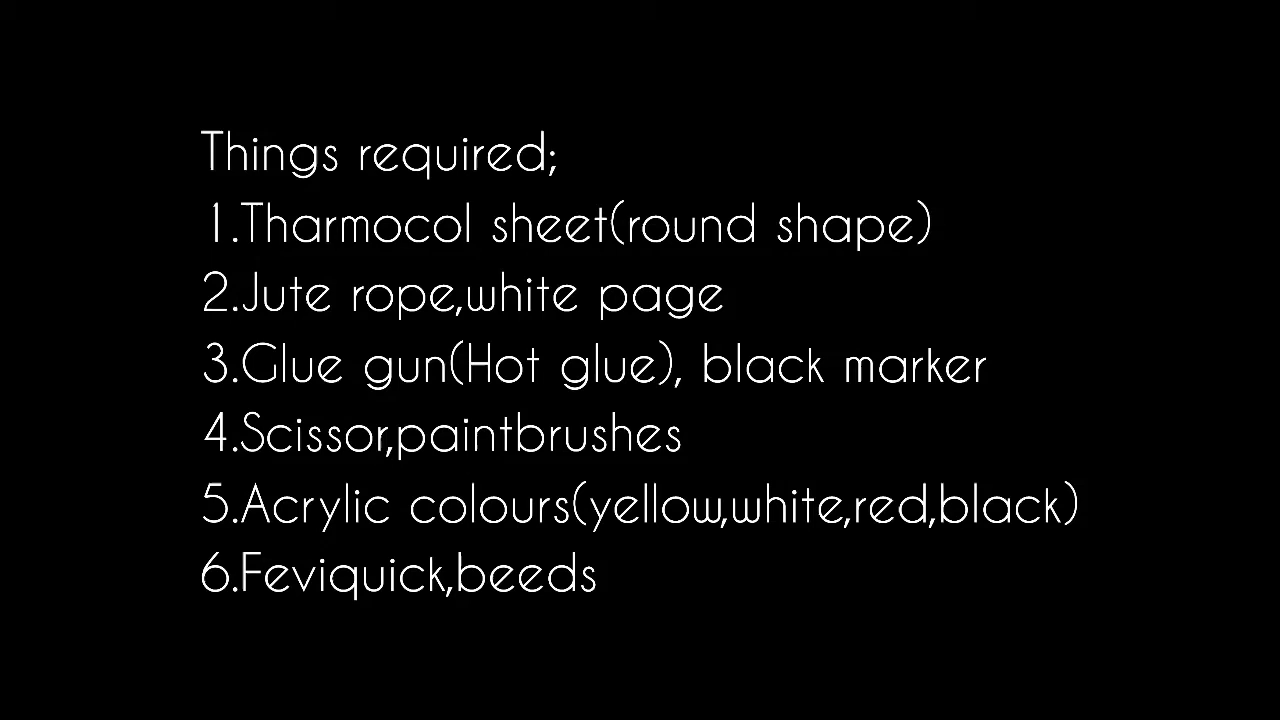 Things required;
1.Tharmocol sheet(round shape)
2.Jute rope,white page
3.Glue gun(Hot glue), black marker
4.Scissor,paintbrushes
5.Acrylic colours(yellow,white,red,black)
6.Feviquick,beeds